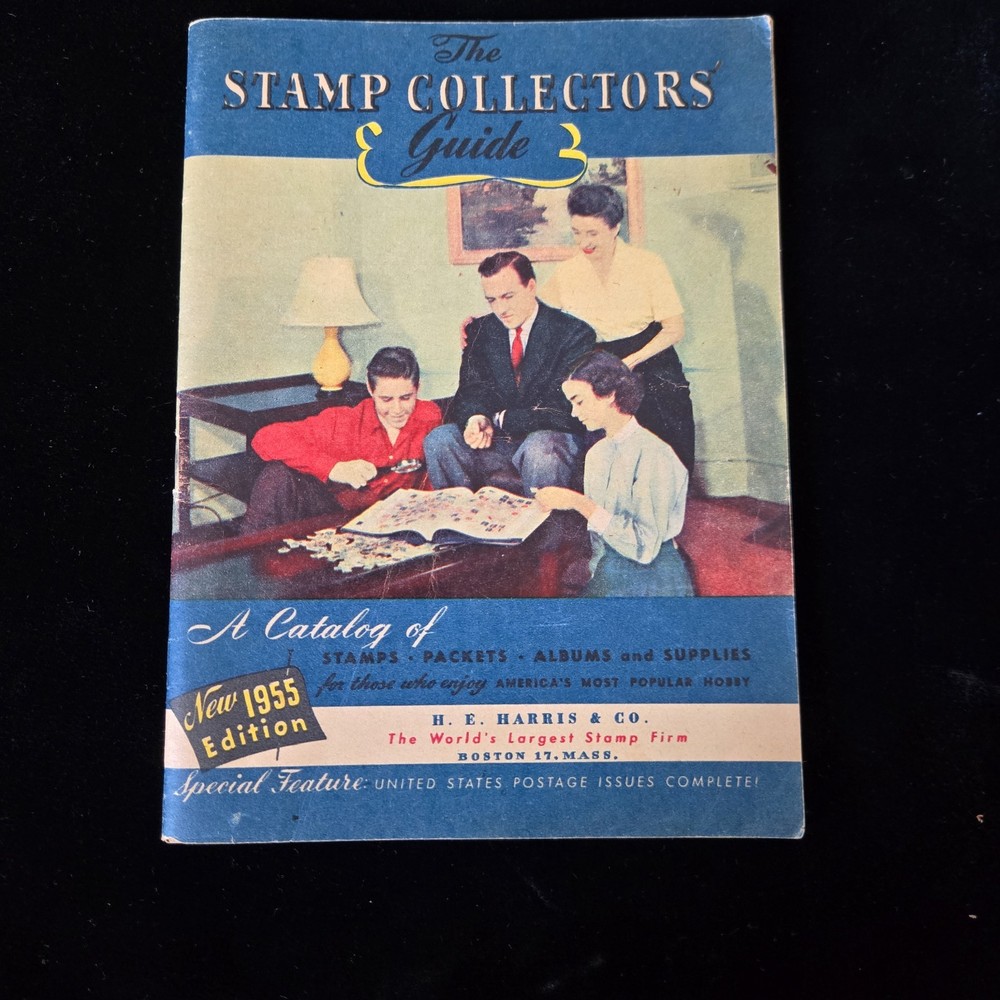 The
STAMP COLLECTORS'
Guide
A Catalog of
STAMPS · PACKETS · ALBUMS and SUPPLIES
for those who enjoy AMERICA'S MOST POPULAR HOBBY
New 1955
Edition
H. E. HARRIS & CO.
The World's Largest Stamp Firm
BOSTON 17, MASS.
Special Feature: UNITED STATES POSTAGE ISSUES COMPLETE!